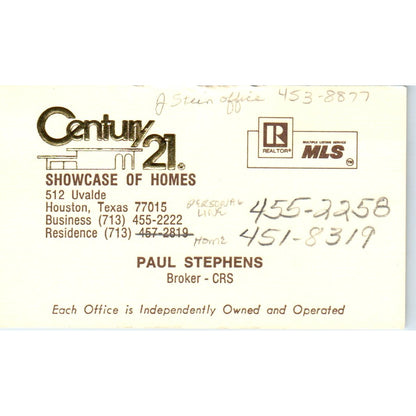 J Stein office 453-8877
Century 21®
REALTOR®
MULTIPLE LISTING SERVICE
MLS
SHOWCASE OF HOMES
512 Uvalde
Houston, Texas 77015
Business (713) 455-2222
PERSONAL LINE 455-2258
Residence (713) 457-2819
HOME 451-8319
PAUL STEPHENS
Broker - CRS
Each Office is Independently Owned and Operated